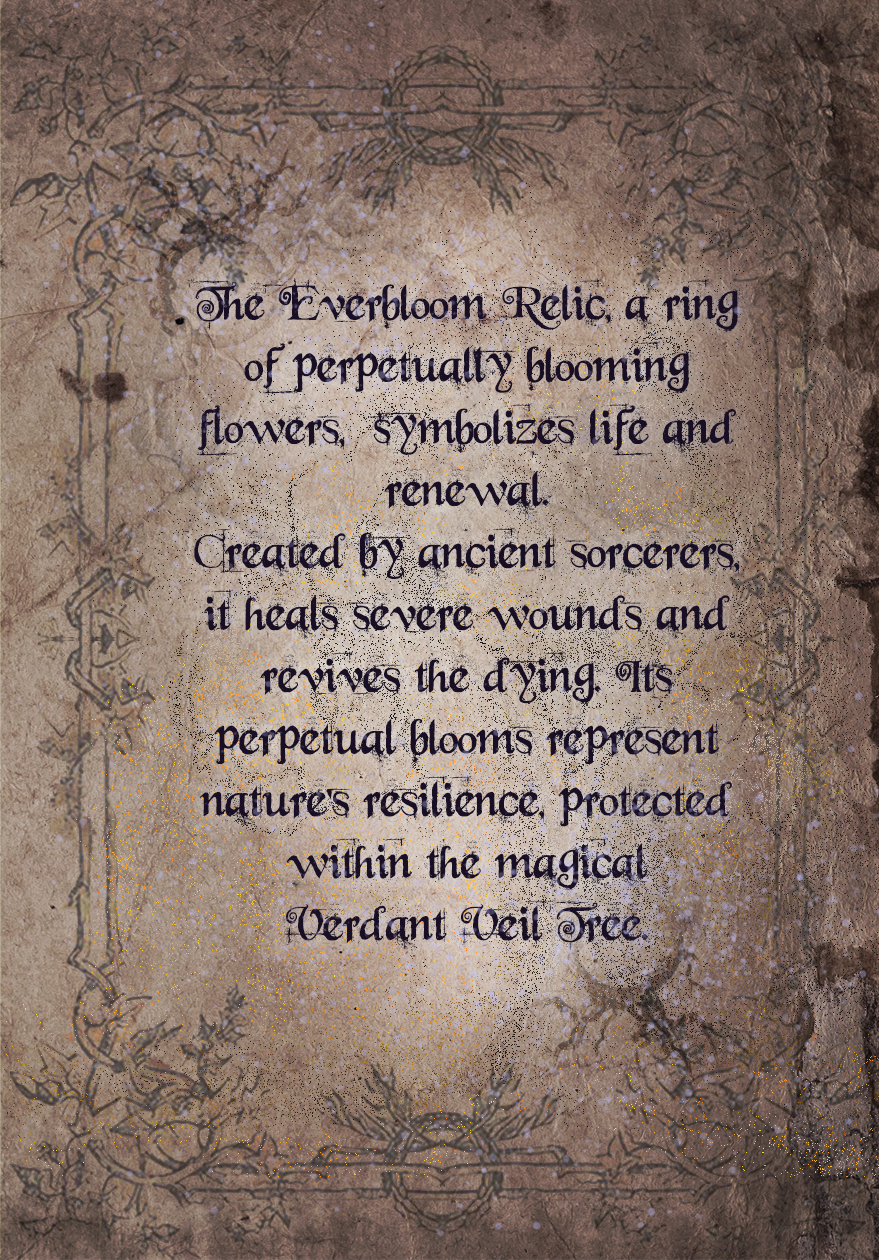 The Everbloom Relic, a ring
of perpetually blooming
flowers, symbolizes life and
renewal.
Created by ancient sorcerers,
it heals severe wounds and
revives the dying. Its
perpetual blooms represent
nature's resilience, protected
within the magical
Verdant Veil Tree.